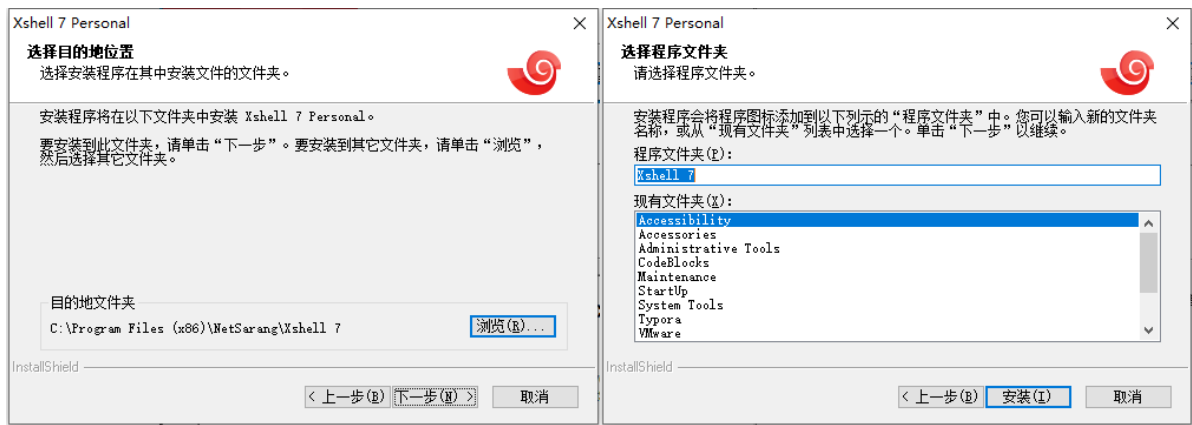 Xshell 7 Personal
选择目的地位置
选择安装程序在其中安装文件的文件夹。
安装程序将在以下文件夹中安装 Xshell 7 Personal。
要安装到此文件夹，请单击“下一步”。要安装到其它文件夹，请单击“浏览”，
然后选择其它文件夹。
目的地文件夹
C:\Program Files (x86)\NetSarang\Xshell 7
浏览(R)...
InstallShield
< 上一步(B)
下一步(N) >
取消
Xshell 7 Personal
选择程序文件夹
请选择程序文件夹。
安装程序会将程序图标添加到以下列示的“程序文件夹”中。您可以输入新的文件夹
名称，或从“现有文件夹”列表中选择一个。单击“下一步”以继续。
程序文件夹(P)：
Xshell 7
现有文件夹(X)：
Accessibility
Accessories
Administrative Tools
CodeBlocks
Maintenance
StartUp
System Tools
Typora
VMware
InstallShield
< 上一步(B)
安装(I)
取消